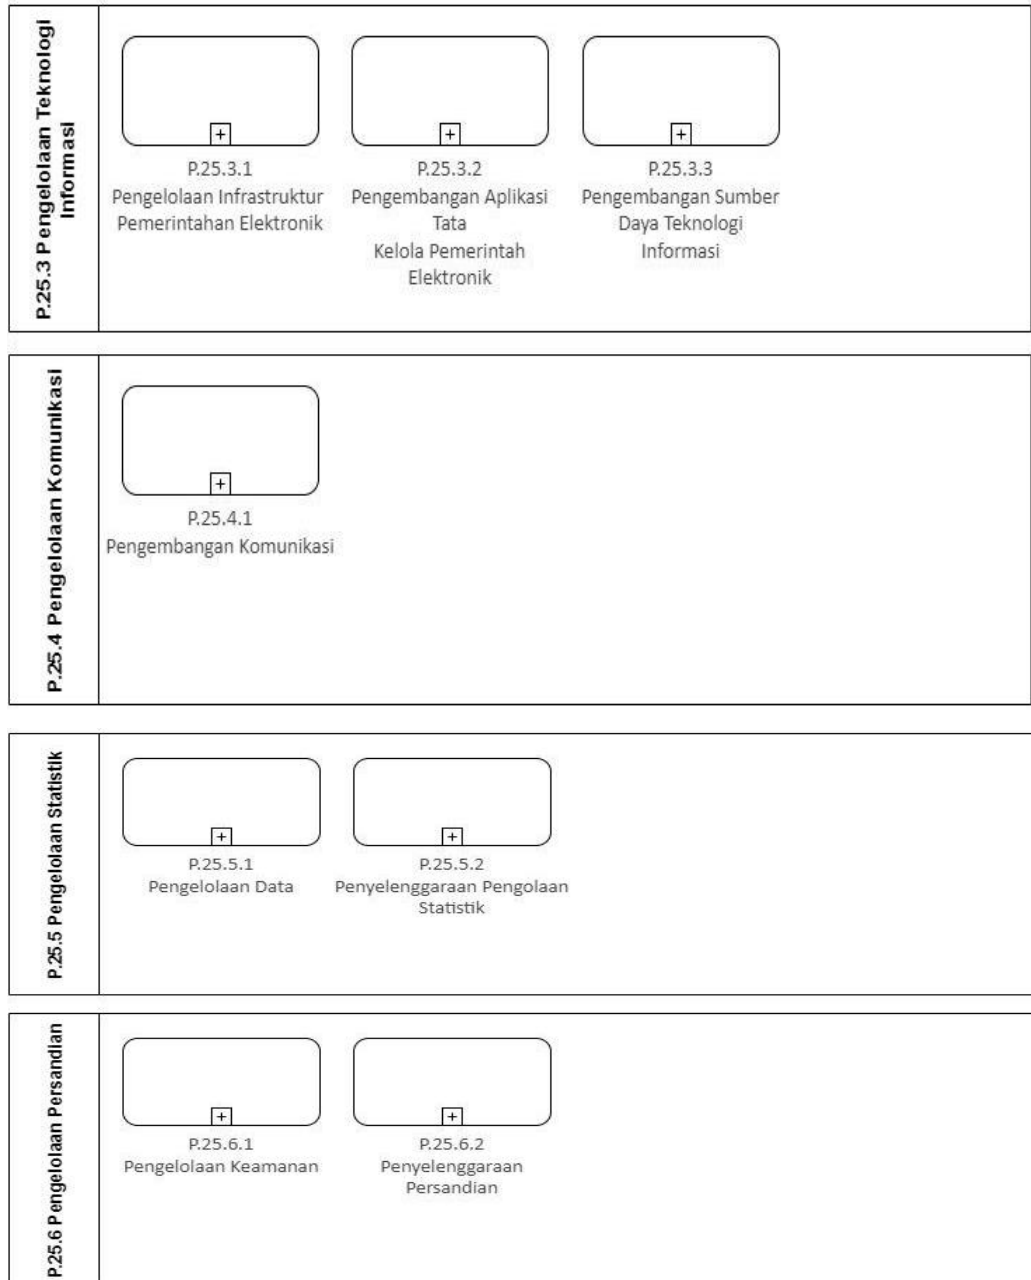 P.25.3 Pengelolaan Teknologi
Informasi
P.25.3.1
Pengelolaan Infrastruktur
Pemerintahan Elektronik
P.25.3.2
Pengembangan Aplikasi
Tata
Kelola Pemerintah
Elektronik
P.25.3.3
Pengembangan Sumber
Daya Teknologi
Informasi
P.25.4 Pengelolaan Komunikasi
P.25.4.1
Pengembangan Komunikasi
P.25.5 Pengelolaan Statistik
P.25.5.1
Pengelolaan Data
P.25.5.2
Penyelenggaraan Pengolaan
Statistik
P.25.6 Pengelolaan Persandian
P.25.6.1
Pengelolaan Keamanan
P.25.6.2
Penyelenggaraan
Persandian